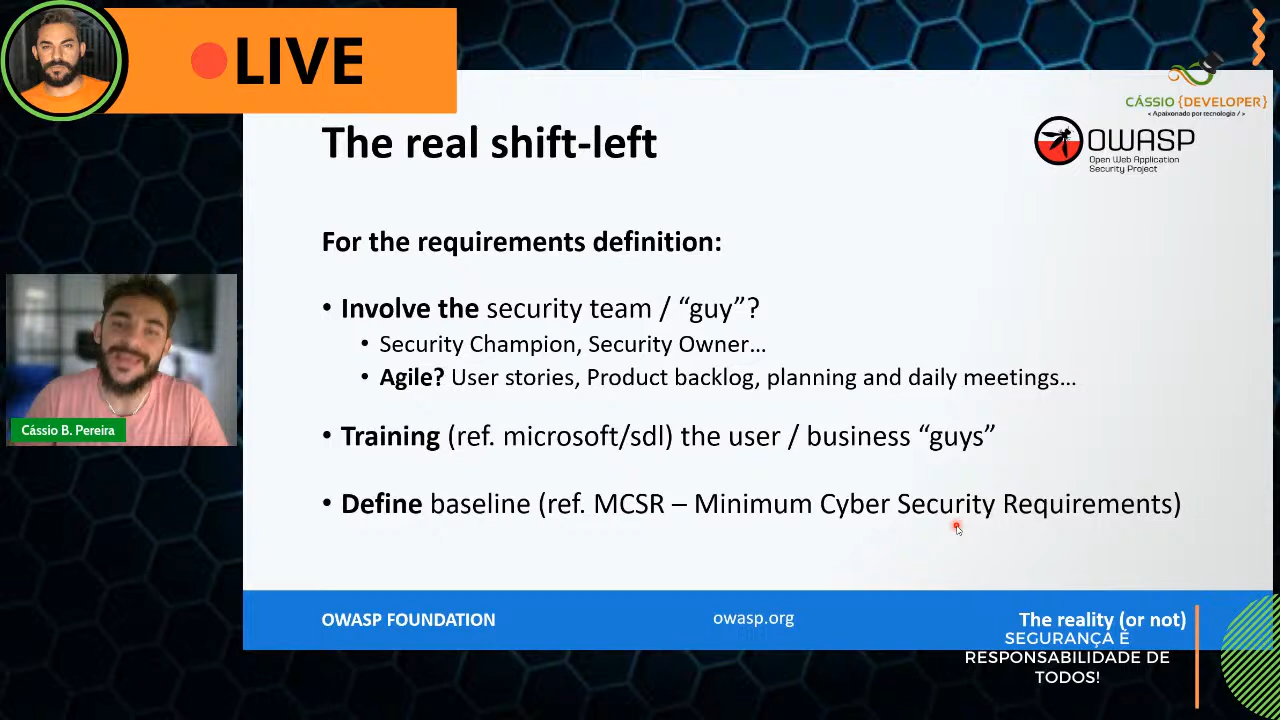 LIVE
CÁSSIO {DEVELOPER}
< Apaixonado por tecnologia / >
The real shift-left
OWASP
Open Web Application
Security Project
For the requirements definition:
• Involve the security team / “guy”?
• Security Champion, Security Owner…
• Agile? User stories, Product backlog, planning and daily meetings…
• Training (ref. microsoft/sdl) the user / business “guys”
• Define baseline (ref. MCSR – Minimum Cyber Security Requirements)
Cássio B. Pereira
OWASP FOUNDATION
owasp.org
The reality (or not)
SEGURANÇA É
RESPONSABILIDADE DE
TODOS!